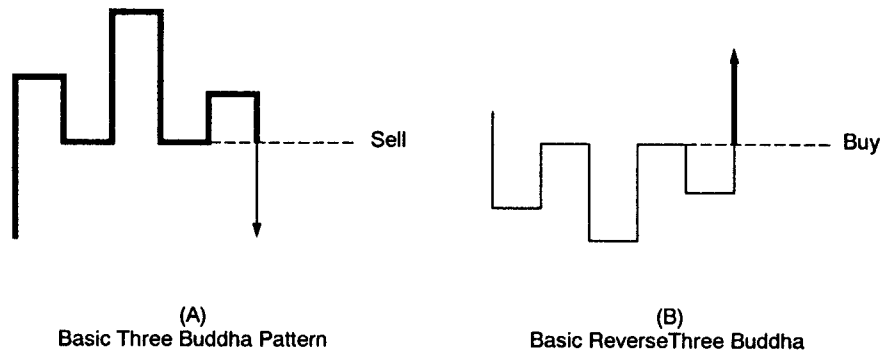 Sell
Buy
(A)
Basic Three Buddha Pattern
(B)
Basic ReverseThree Buddha